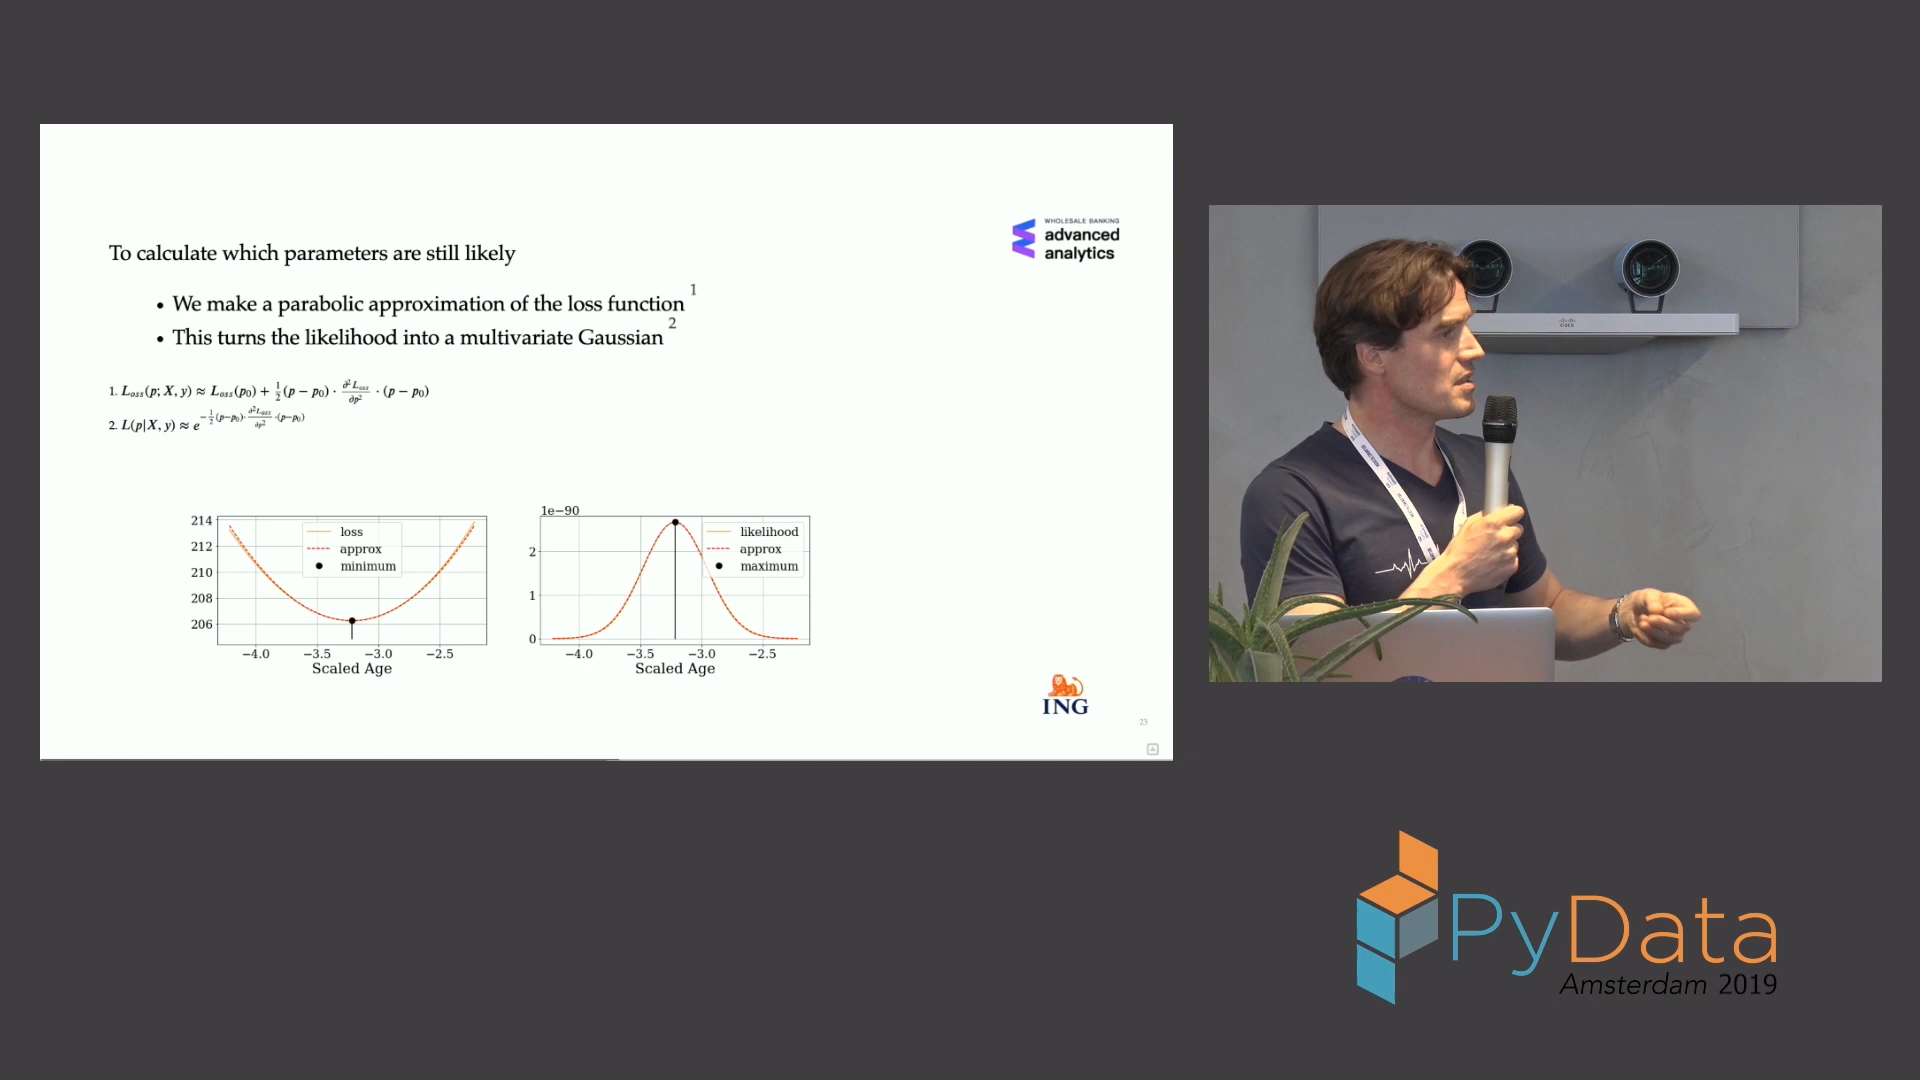 WHOLESALE BANKING
advanced
analytics
To calculate which parameters are still likely
• We make a parabolic approximation of the loss function 1
• This turns the likelihood into a multivariate Gaussian 2
1. Loss(p; X, y) ≈ Loss(p0) + 1/2 (p − p0) · ∂²Loss/∂p² · (p − p0)
2. L(p|X, y) ≈ e^(−1/2 (p−p0) · ∂²Loss/∂p² · (p−p0))
214
212
210
208
206
loss
approx
minimum
−4.0 −3.5 −3.0 −2.5
Scaled Age
1e−90
2
1
0
likelihood
approx
maximum
−4.0 −3.5 −3.0 −2.5
Scaled Age
ING
23
CISCO
PyData
Amsterdam 2019